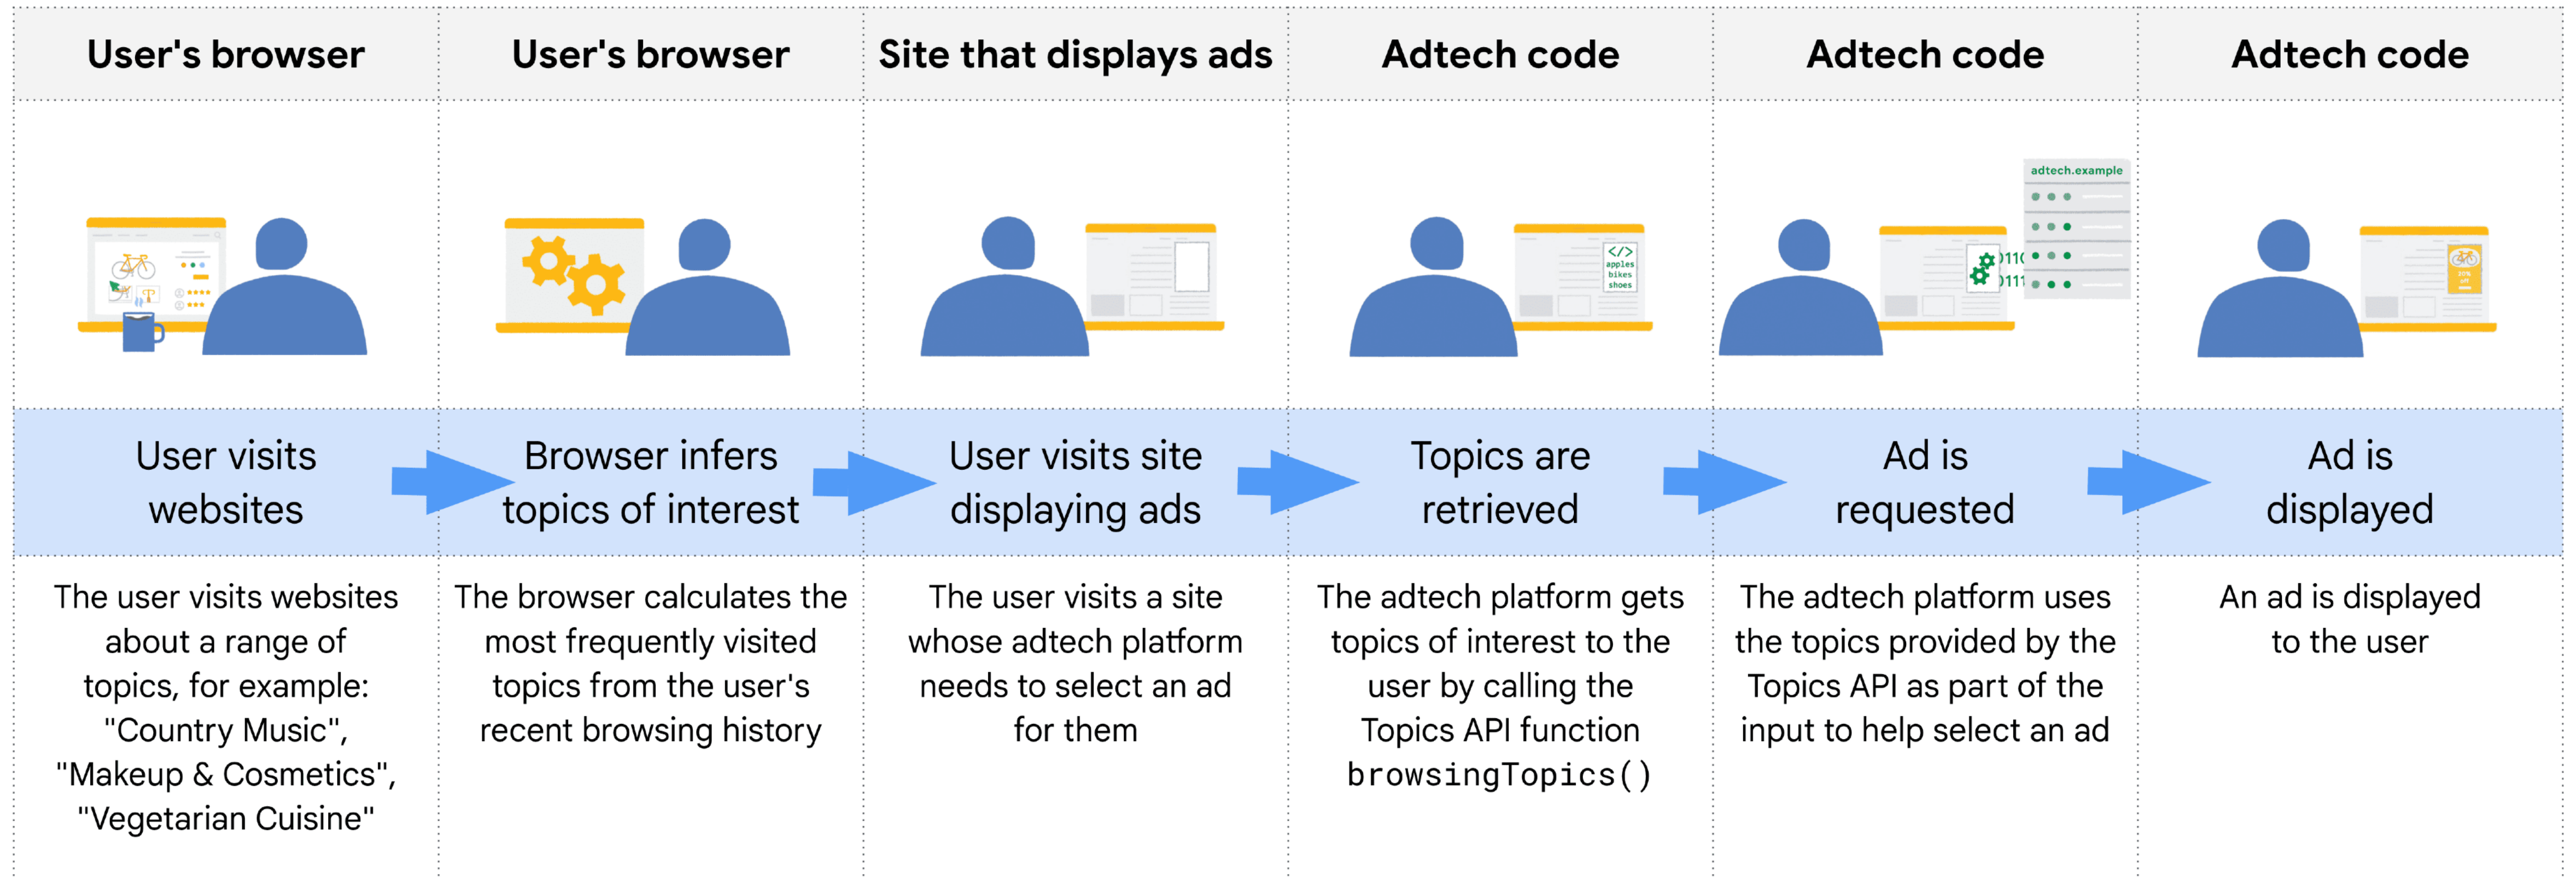 User's browser
User's browser
Site that displays ads
Adtech code
Adtech code
Adtech code
</>
apples
bikes
shoes
0110
0111
adtech.example
20%
off
User visits
websites
Browser infers
topics of interest
User visits site
displaying ads
Topics are
retrieved
Ad is
requested
Ad is
displayed
The user visits websites
about a range of
topics, for example:
"Country Music",
"Makeup & Cosmetics",
"Vegetarian Cuisine"
The browser calculates the
most frequently visited
topics from the user's
recent browsing history
The user visits a site
whose adtech platform
needs to select an ad
for them
The adtech platform gets
topics of interest to the
user by calling the
Topics API function
browsingTopics()
The adtech platform uses
the topics provided by the
Topics API as part of the
input to help select an ad
An ad is displayed
to the user